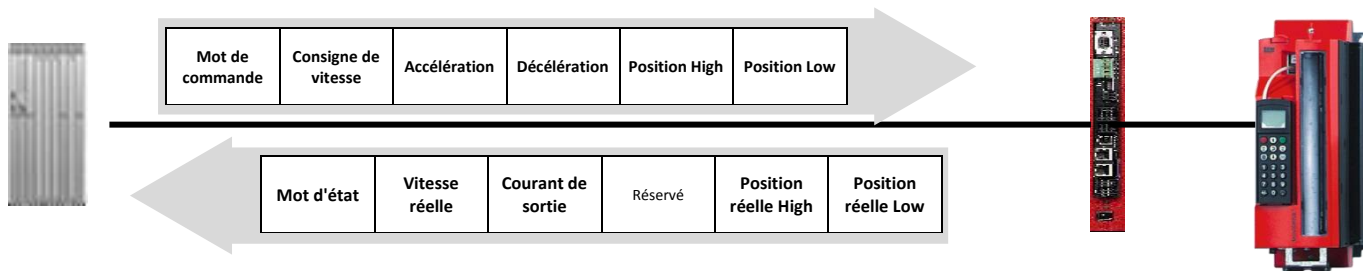 Mot de
commande
Consigne de
vitesse
Accélération
Décélération
Position High
Position Low
Mot d'état
Vitesse
réelle
Courant de
sortie
Réservé
Position
réelle High
Position
réelle Low